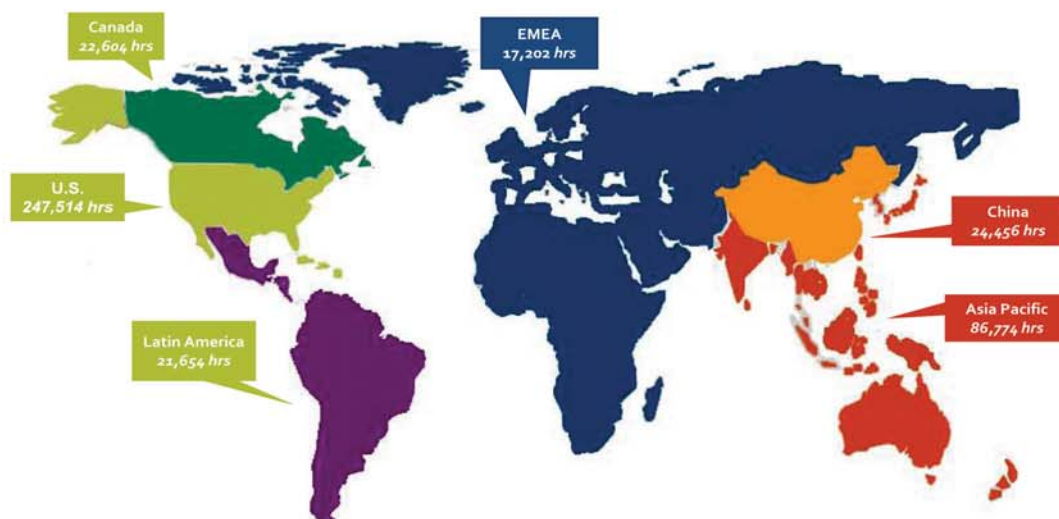 Canada
22,604 hrs
EMEA
17,202 hrs
U.S.
247,514 hrs
China
24,456 hrs
Asia Pacific
86,774 hrs
Latin America
21,654 hrs